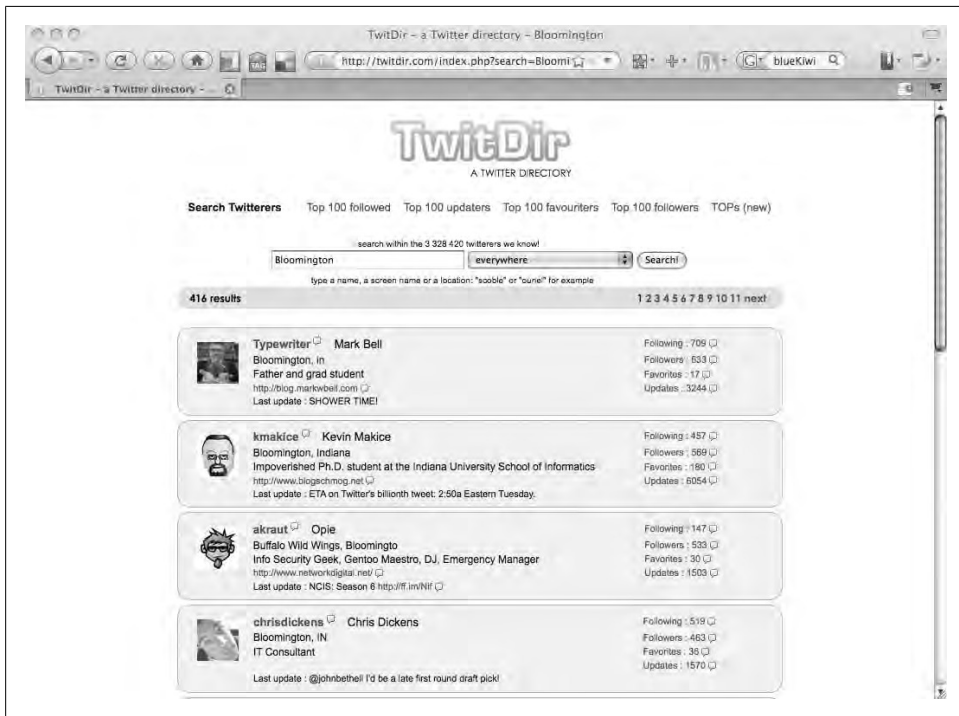 TwitDir – a Twitter directory – Bloomington
http://twitdir.com/index.php?search=Bloomi
blueKiwi
TwitDir – a Twitter directory – ...
TwitDir
A TWITTER DIRECTORY
Search Twitterers Top 100 followed Top 100 updaters Top 100 favouriters Top 100 followers TOPs (new)
search within the 3 328 420 twitterers we know!
Bloomington everywhere Search!
type a name, a screen name or a location: "scoble" or "ouriel" for example
416 results 1 2 3 4 5 6 7 8 9 10 11 next
Typewriter Mark Bell
Following : 709
Bloomington, in
Followers : 633
Father and grad student
Favorites : 17
http://blog.markwbell.com
Updates : 3244
Last update : SHOWER TIME!
kmakice Kevin Makice
Following : 457
Bloomington, Indiana
Followers : 569
Impoverished Ph.D. student at the Indiana University School of Informatics
Favorites : 180
http://www.blogschmog.net
Updates : 6054
Last update : ETA on Twitter's billionth tweet: 2:50a Eastern Tuesday.
akraut Opie
Following : 147
Buffalo Wild Wings, Bloomingto
Followers : 533
Info Security Geek, Gentoo Maestro, DJ, Emergency Manager
Favorites : 30
http://www.networkdigital.net/
Updates : 1503
Last update : NCIS: Season 6 http://ff.im/Nif
chrisdickens Chris Dickens
Following : 519
Bloomington, IN
Followers : 463
IT Consultant
Favorites : 36
Updates : 1570
Last update : @johnbethell I'd be a late first round draft pick!